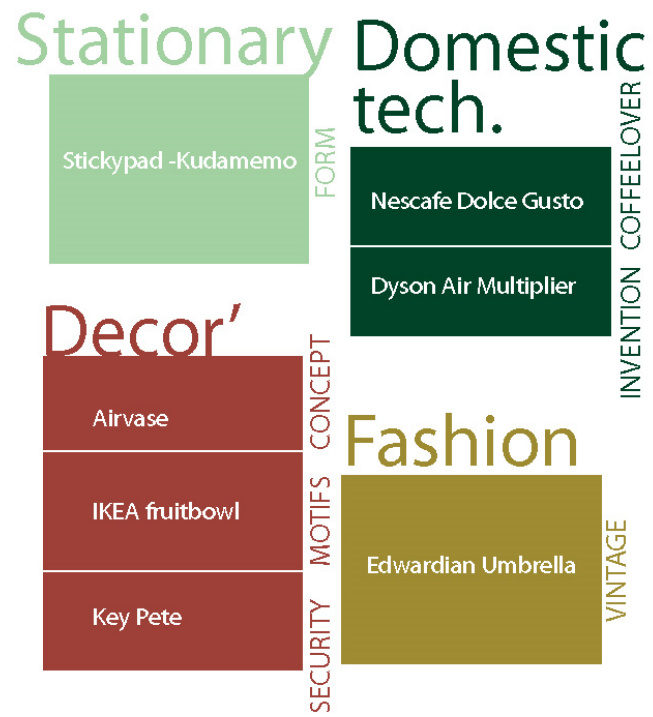 Stationary
Stickypad -Kudamemo
FORM
Domestic
tech.
Nescafe Dolce Gusto
COFFEELOVER
Dyson Air Multiplier
INVENTION
Decor’
Airvase
CONCEPT
IKEA fruitbowl
MOTIFS
Key Pete
SECURITY
Fashion
Edwardian Umbrella
VINTAGE